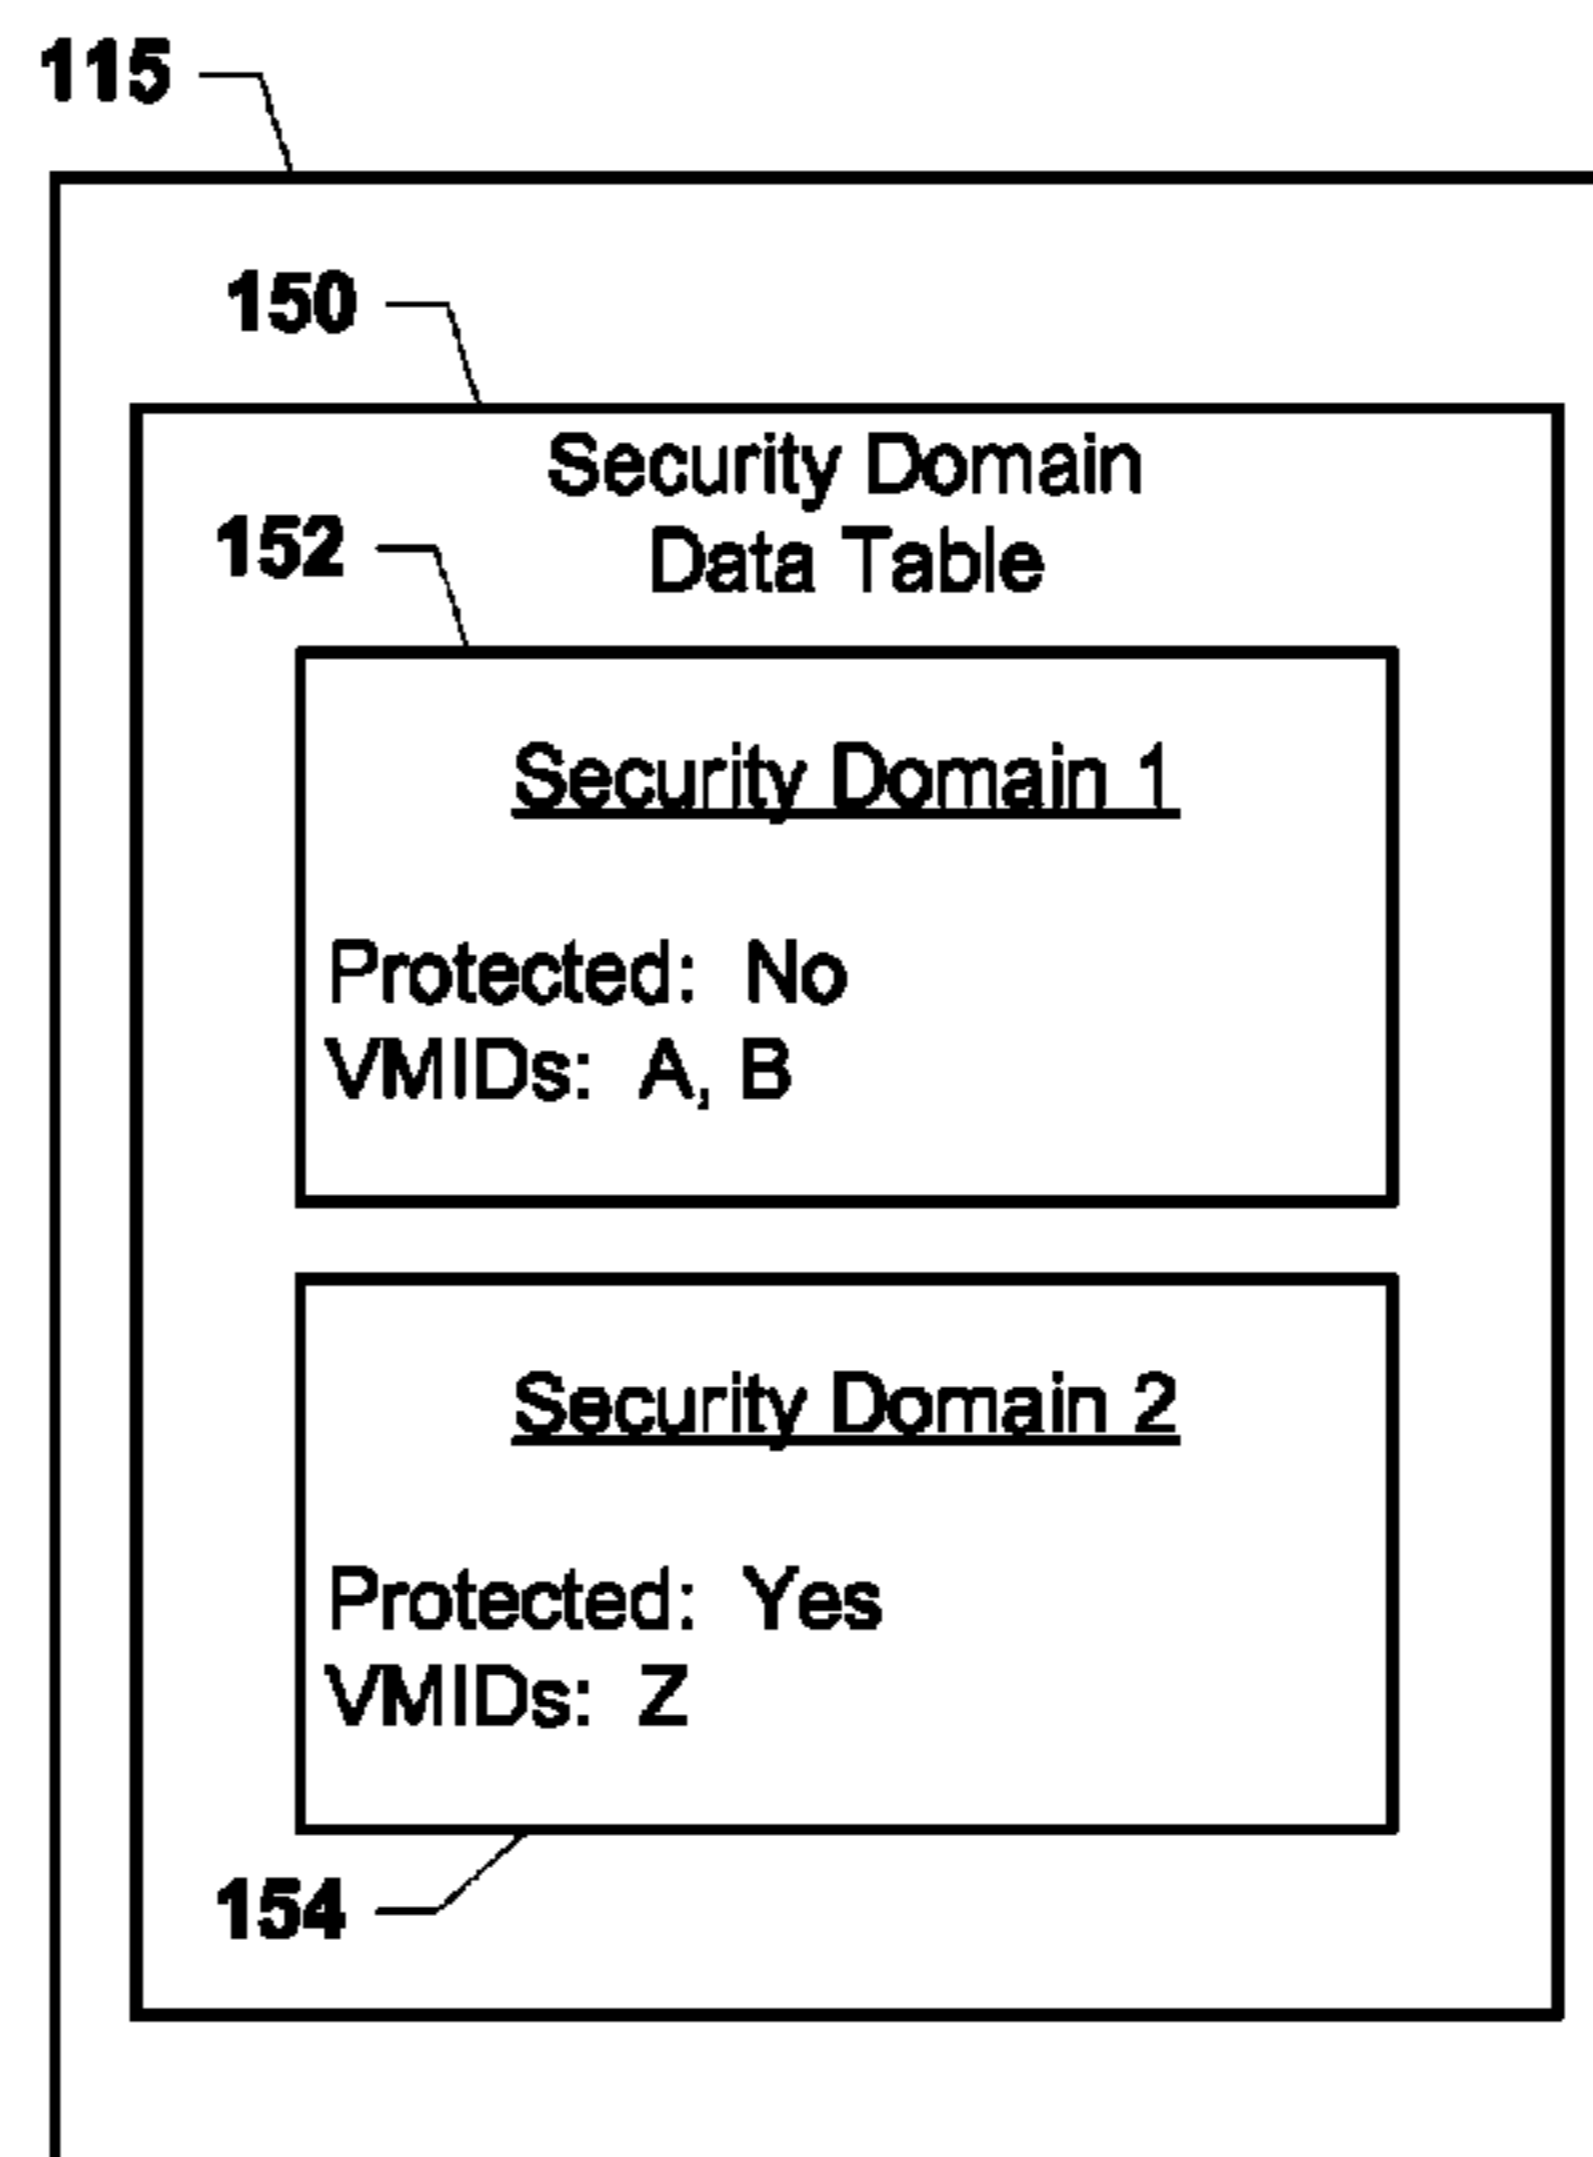 115
150
Security Domain
Data Table
152
Security Domain 1
Protected: No
VMIDs: A, B
Security Domain 2
Protected: Yes
VMIDs: Z
154